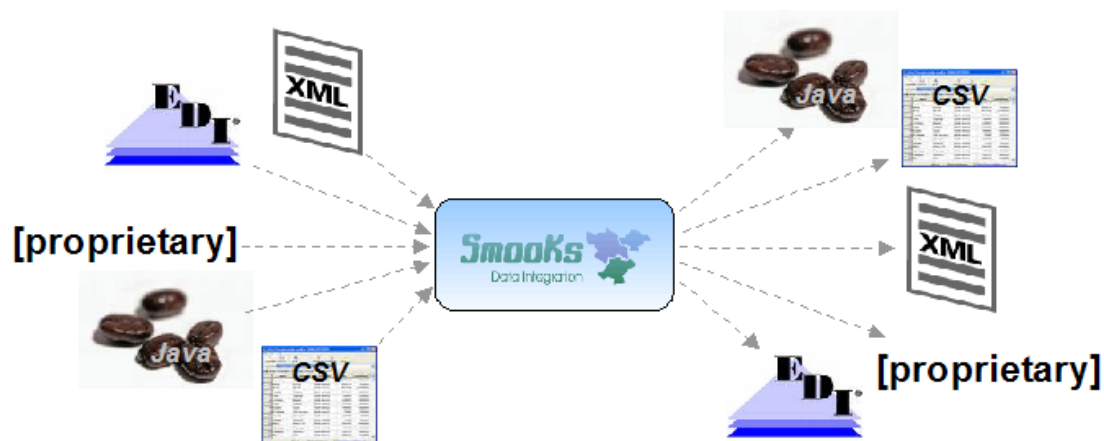 EDI
XML
[proprietary]
Java
CSV
Smooks
Data Integration
Java
CSV
XML
[proprietary]
EDI